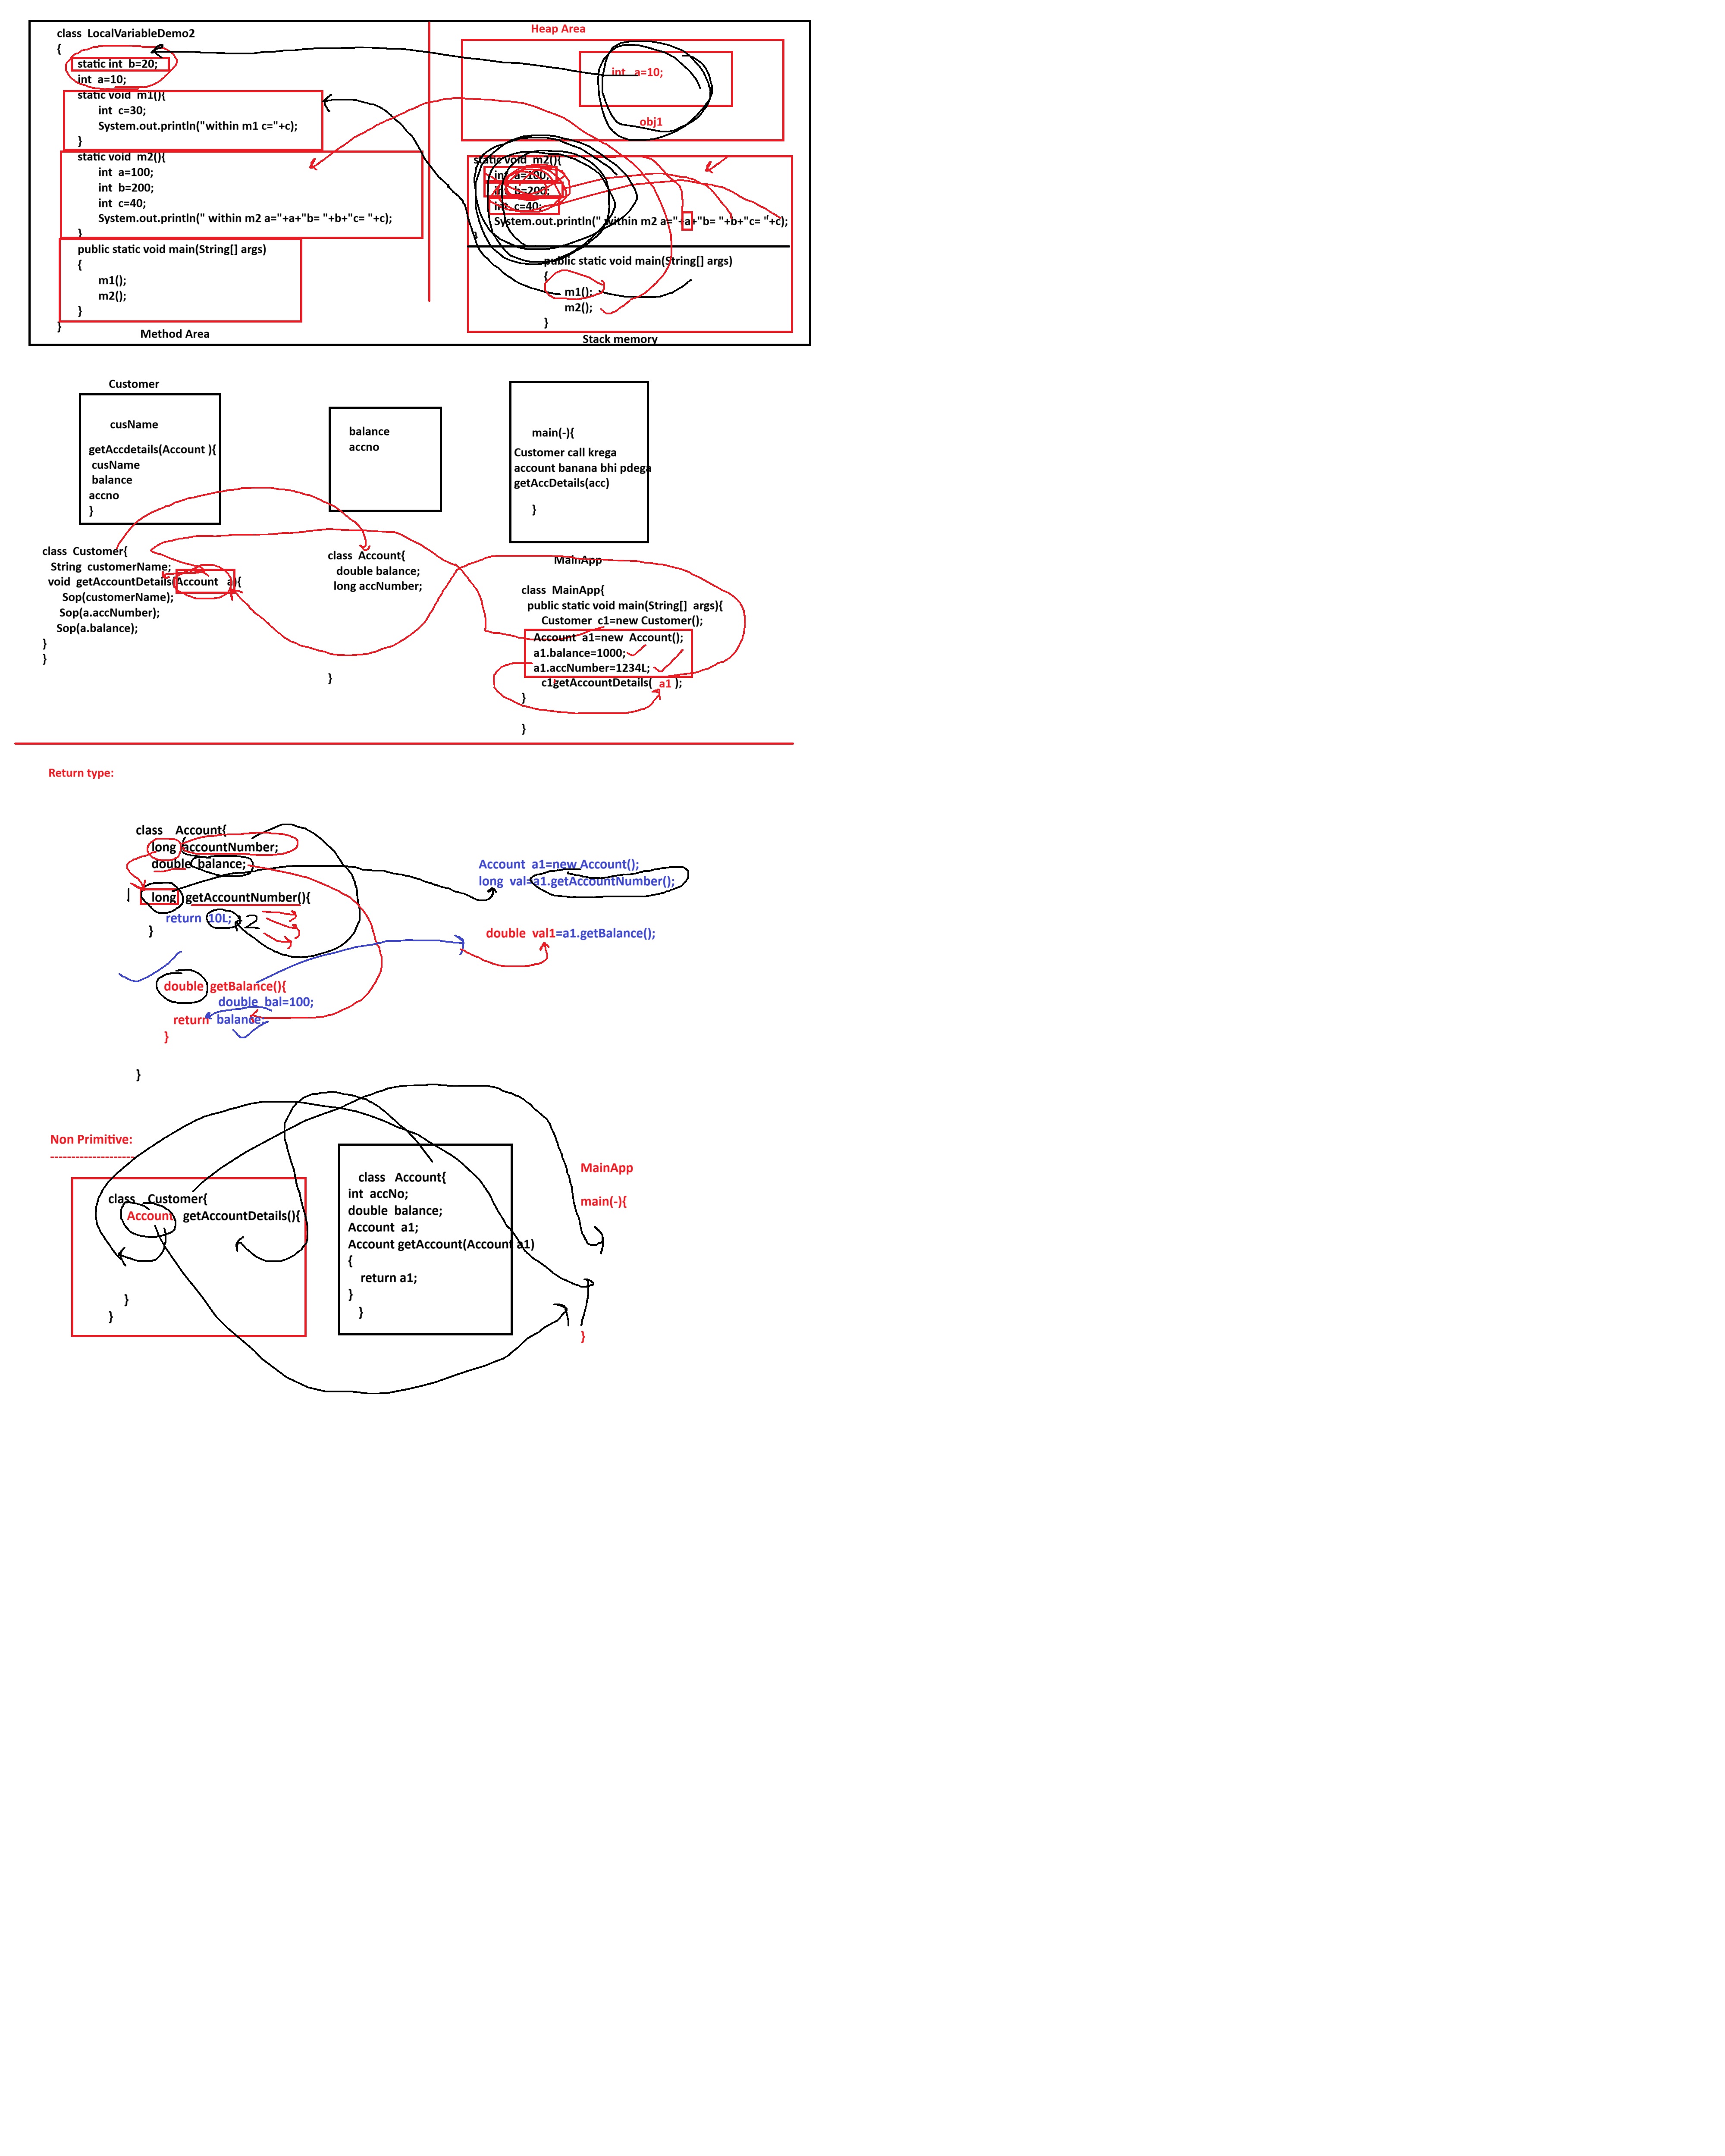 class LocalVariableDemo2
{
static int b=20;
int a=10;
static void m1(){
int c=30;
System.out.println("within m1 c="+c);
}
static void m2(){
int a=100;
int b=200;
int c=40;
System.out.println(" within m2 a="+a+"b= "+b+"c= "+c);
}
public static void main(String[] args)
{
m1();
m2();
}
}
Method Area
Heap Area
int a=10;
obj1
static void m2(){
int a=100;
int b=200;
int c=40;
System.out.println(" within m2 a="+a+"b= "+b+"c= "+c);
}
public static void main(String[] args)
{
m1();
m2();
}
Stack memory
Customer
cusName
getAccdetails(Account ){
cusName
balance
accno
}
balance
accno
main(-){
Customer call krega
account banana bhi pdega
getAccDetails(acc)
}
class Customer{
String customerName;
void getAccountDetails(Account a){
Sop(customerName);
Sop(a.accNumber);
Sop(a.balance);
}
}
class Account{
double balance;
long accNumber;
}
MainApp
class MainApp{
public static void main(String[] args){
Customer c1=new Customer();
Account a1=new Account();
a1.balance=1000;
a1.accNumber=1234L;
c1getAccountDetails( a1 );
}
}
Return type:
class Account{
long accountNumber;
double balance;
long getAccountNumber(){
return 10L; 2
}
double getBalance(){
double bal=100;
return balance;
}
}
Account a1=new Account();
long val=a1.getAccountNumber();
double val1=a1.getBalance();
Non Primitive:
---------------------
class Customer{
Account getAccountDetails(){
}
}
class Account{
int accNo;
double balance;
Account a1;
Account getAccount(Account a1)
{
return a1;
}
}
MainApp
main(-){
}